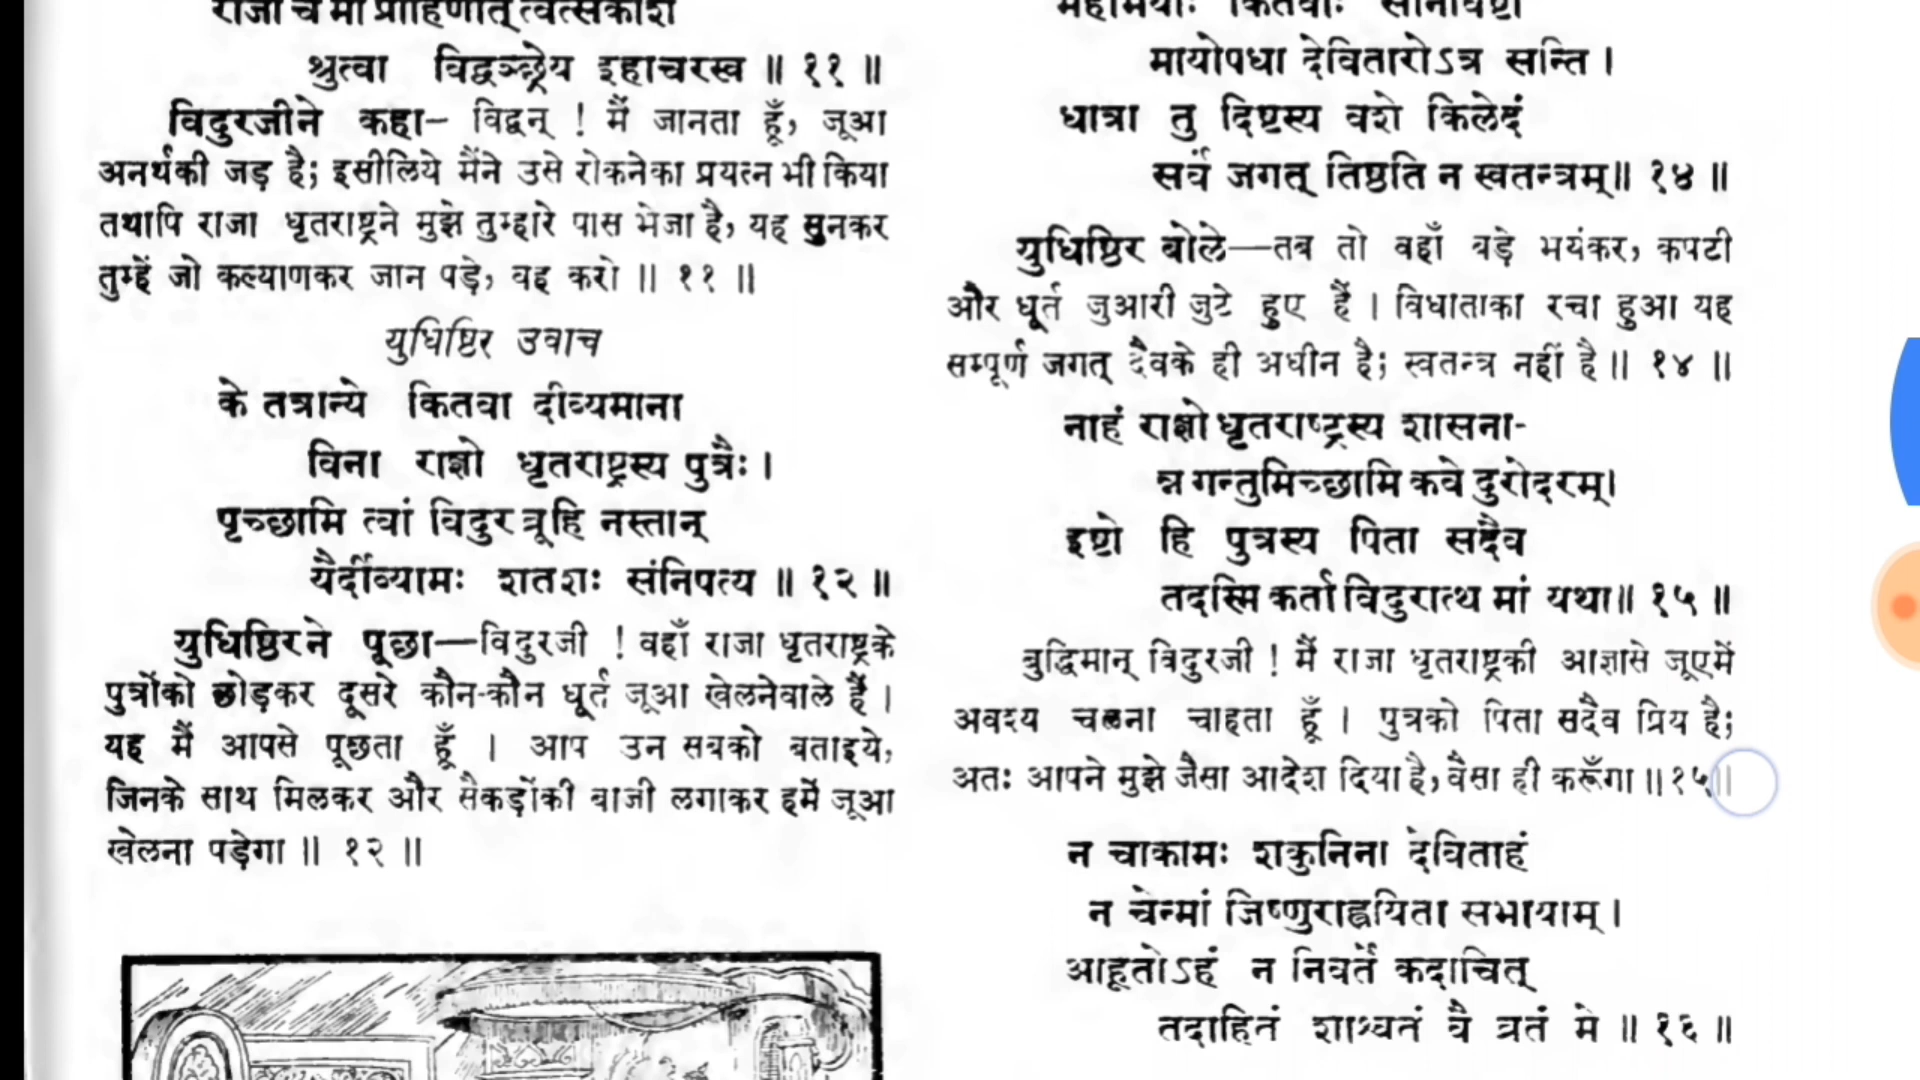 राजा च मां प्राहिणोत् त्वत्सकाशं
श्रुत्वा विद्वञ्छ्रेय इहाचरस्व ॥ ११ ॥
विदुरजीने कहा- विद्वन् ! मैं जानता हूँ, जूआ
अनर्थकी जड़ है; इसीलिये मैंने उसे रोकनेका प्रयत्न भी किया
तथापि राजा धृतराष्ट्रने मुझे तुम्हारे पास भेजा है, यह सुनकर
तुम्हें जो कल्याणकर जान पड़े, वह करो ॥ ११ ॥
युधिष्ठिर उवाच
के तत्रान्ये कितवा दीव्यमाना
विना राज्ञो धृतराष्ट्रस्य पुत्रैः ।
पृच्छामि त्वां विदुर ब्रूहि नस्तान्
यैर्दीव्यामः शतशः संनिपत्य ॥ १२ ॥
युधिष्ठिरने पूछा—विदुरजी ! वहाँ राजा धृतराष्ट्रके
पुत्रोंको छोड़कर दूसरे कौन-कौन धूर्त जूआ खेलनेवाले हैं ।
यह मैं आपसे पूछता हूँ । आप उन सबको बताइये,
जिनके साथ मिलकर और सैकड़ोंकी बाजी लगाकर हमें जूआ
खेलना पड़ेगा ॥ १२ ॥
महाभयाः कितवाः संनिविष्टा
मायोपधा देवितारोऽत्र सन्ति ।
धात्रा तु दिष्टस्य वशे किलेदं
सर्वं जगत् तिष्ठति न स्वतन्त्रम्॥ १४ ॥
युधिष्ठिर बोले—तब तो वहाँ बड़े भयंकर, कपटी
और धूर्त जुआरी जुटे हुए हैं । विधाताका रचा हुआ यह
सम्पूर्ण जगत् दैवके ही अधीन है; स्वतन्त्र नहीं है ॥ १४ ॥
नाहं राज्ञो धृतराष्ट्रस्य शासना-
न्न गन्तुमिच्छामि कवे दुरोदरम्।
इष्टो हि पुत्रस्य पिता सदैव
तदस्मि कर्ता विदुरात्थ मां यथा॥ १५ ॥
बुद्धिमान् विदुरजी ! मैं राजा धृतराष्ट्रकी आज्ञासे जूएमें
अवश्य चलना चाहता हूँ । पुत्रको पिता सदैव प्रिय है;
अतः आपने मुझे जैसा आदेश दिया है, वैसा ही करूँगा ॥ १५ ॥
न चाकामः शकुनिना देविताहं
न चेन्मां जिष्णुराह्वयिता सभायाम् ।
आहूतोऽहं न निवर्ते कदाचित्
तदाहितं शाश्वतं वै व्रतं मे ॥ १६ ॥